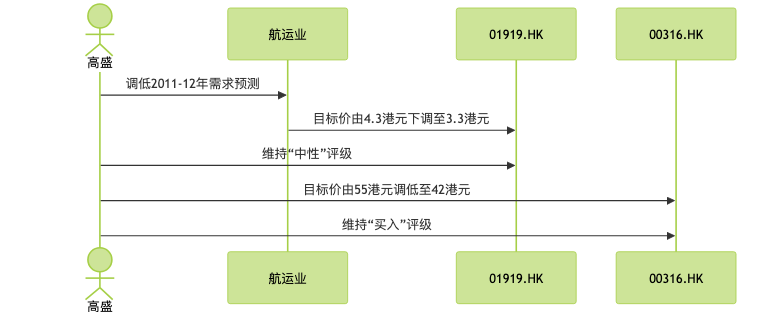 高盛
航运业
01919.HK
00316.HK
调低2011-12年需求预测
目标价由4.3港元下调至3.3港元
维持“中性”评级
目标价由55港元调低至42港元
维持“买入”评级
高盛
航运业
01919.HK
00316.HK